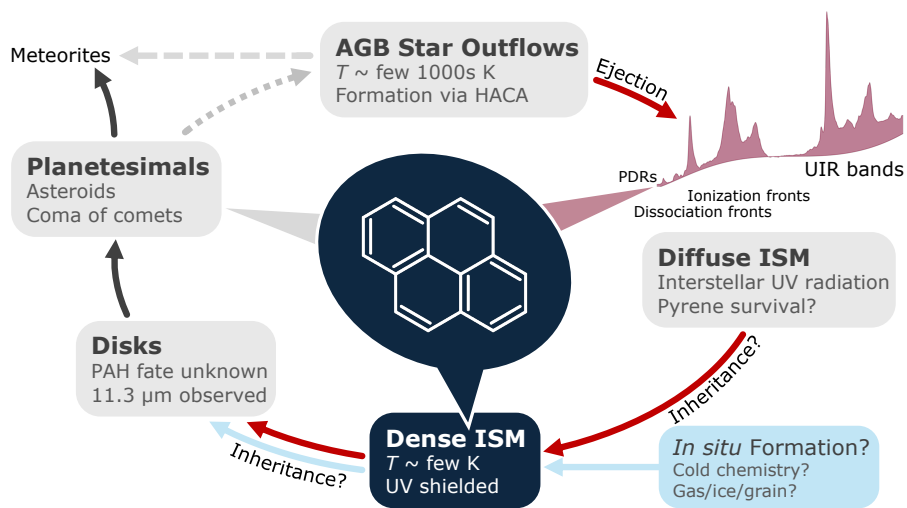 Meteorites
AGB Star Outflows
T ~ few 1000s K
Formation via HACA
Ejection
UIR bands
PDRs
Ionization fronts
Dissociation fronts
Planetesimals
Asteroids
Coma of comets
Diffuse ISM
Interstellar UV radiation
Pyrene survival?
Inheritance?
Disks
PAH fate unknown
11.3 μm observed
Inheritance?
Dense ISM
T ~ few K
UV shielded
In situ Formation?
Cold chemistry?
Gas/ice/grain?